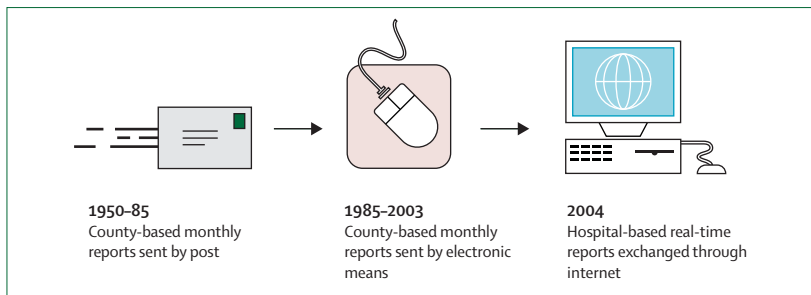 1950–85
County-based monthly
reports sent by post
1985–2003
County-based monthly
reports sent by electronic
means
2004
Hospital-based real-time
reports exchanged through
internet